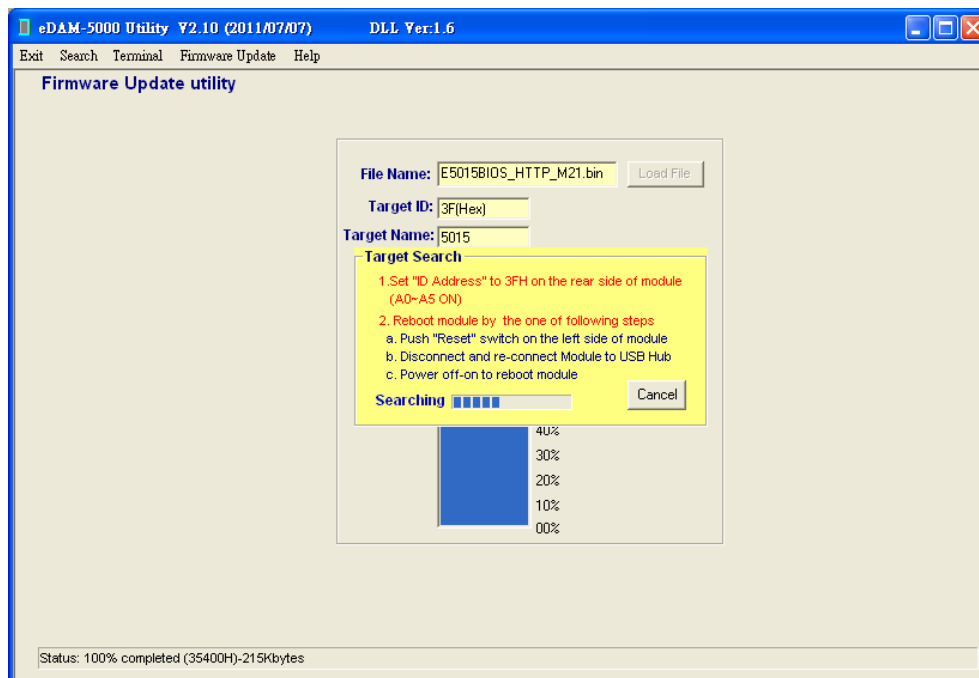 eDAM-5000 Utility V2.10 (2011/07/07) DLL Ver:1.6
Exit Search Terminal Firmware Update Help
Firmware Update utility
File Name: E5015BIOS_HTTP_M21.bin Load File
Target ID: 3F(Hex)
Target Name: 5015
Target Search
1.Set "ID Address" to 3FH on the rear side of module
(A0~A5 ON)
2. Reboot module by the one of following steps
a. Push "Reset" switch on the left side of module
b. Disconnect and re-connect Module to USB Hub
c. Power off-on to reboot module
Searching Cancel
40%
30%
20%
10%
00%
Status: 100% completed (35400H)-215Kbytes